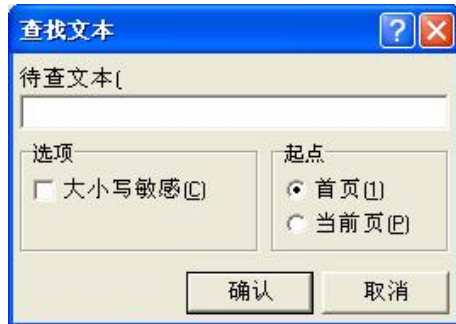 查找文本
待查文本(
选项
大小写敏感(C)
起点
首页(1)
当前页(P)
确认
取消